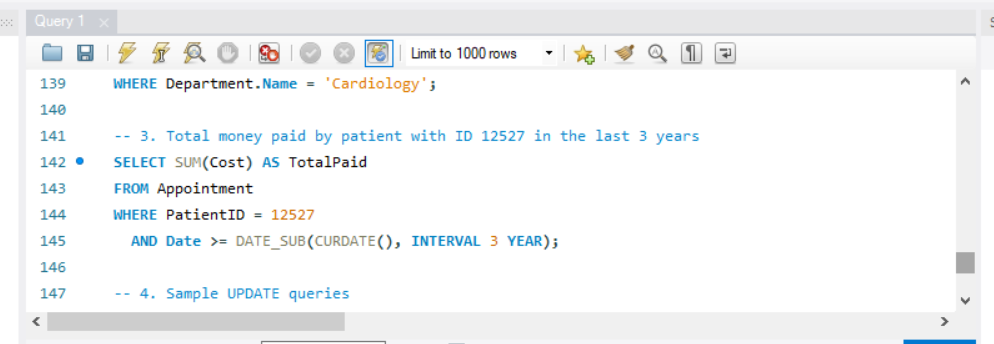 Query 1
Limit to 1000 rows
139 WHERE Department.Name = 'Cardiology';
140
141 -- 3. Total money paid by patient with ID 12527 in the last 3 years
142 SELECT SUM(Cost) AS TotalPaid
143 FROM Appointment
144 WHERE PatientID = 12527
145 AND Date >= DATE_SUB(CURDATE(), INTERVAL 3 YEAR);
146
147 -- 4. Sample UPDATE queries